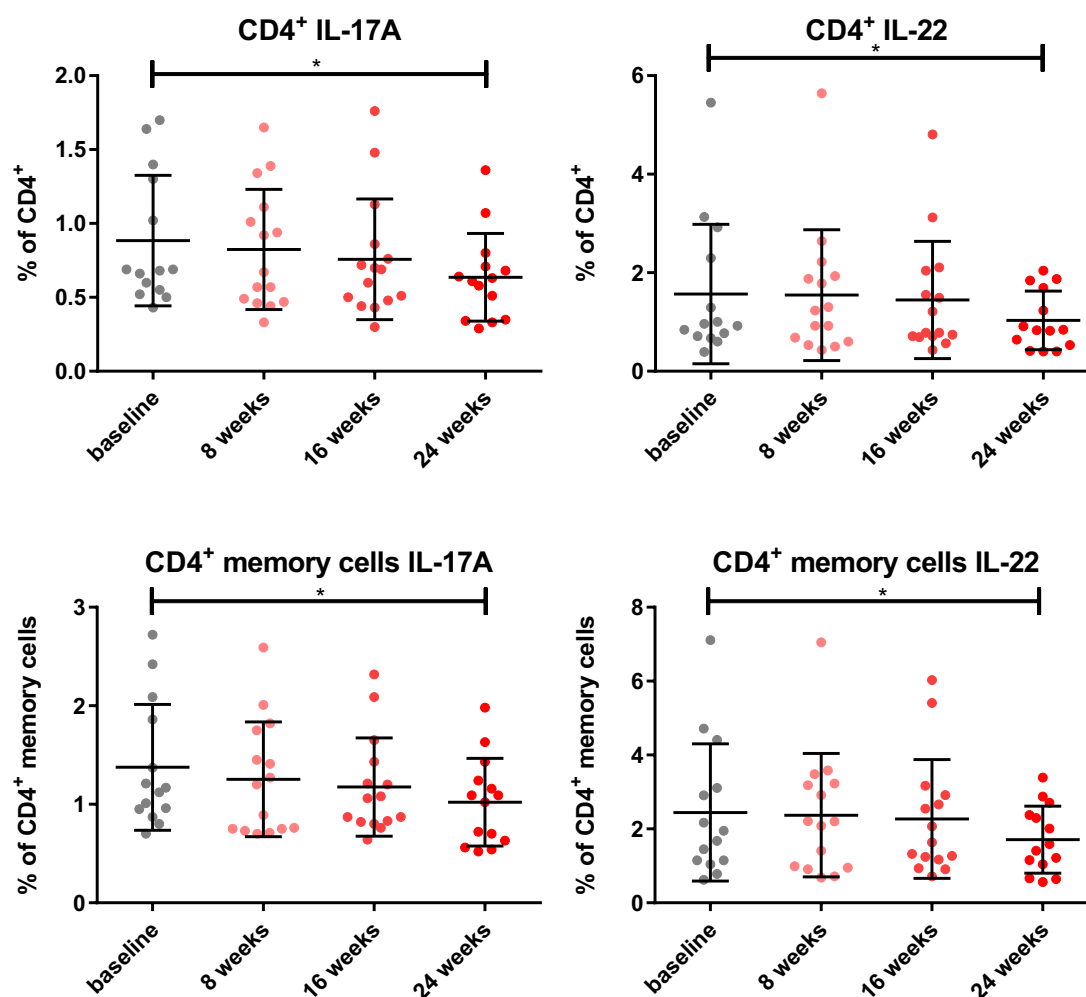 CD4⁺ IL-17A
*
% of CD4⁺
2.0
1.5
1.0
0.5
0.0
baseline
8 weeks
16 weeks
24 weeks
CD4⁺ IL-22
*
% of CD4⁺
6
4
2
0
baseline
8 weeks
16 weeks
24 weeks
CD4⁺ memory cells IL-17A
*
% of CD4⁺ memory cells
3
2
1
0
baseline
8 weeks
16 weeks
24 weeks
CD4⁺ memory cells IL-22
*
% of CD4⁺ memory cells
8
6
4
2
0
baseline
8 weeks
16 weeks
24 weeks